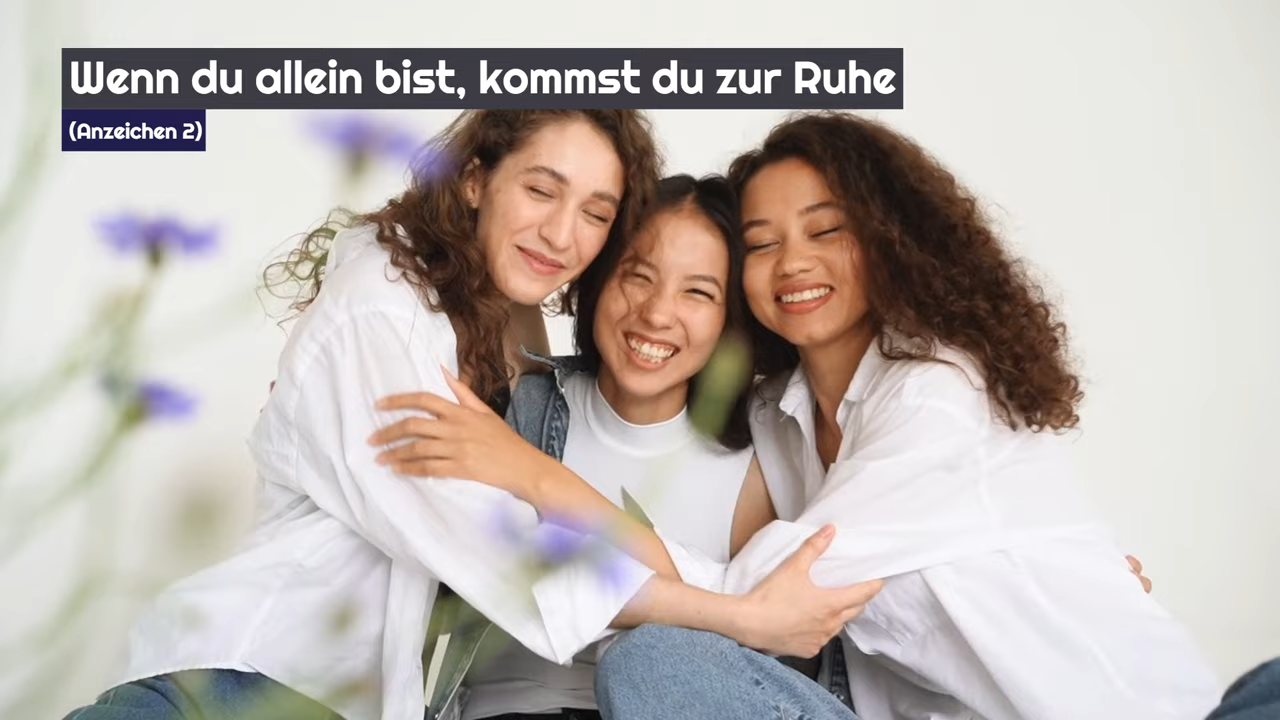 Wenn du allein bist, kommst du zur Ruhe
(Anzeichen 2)